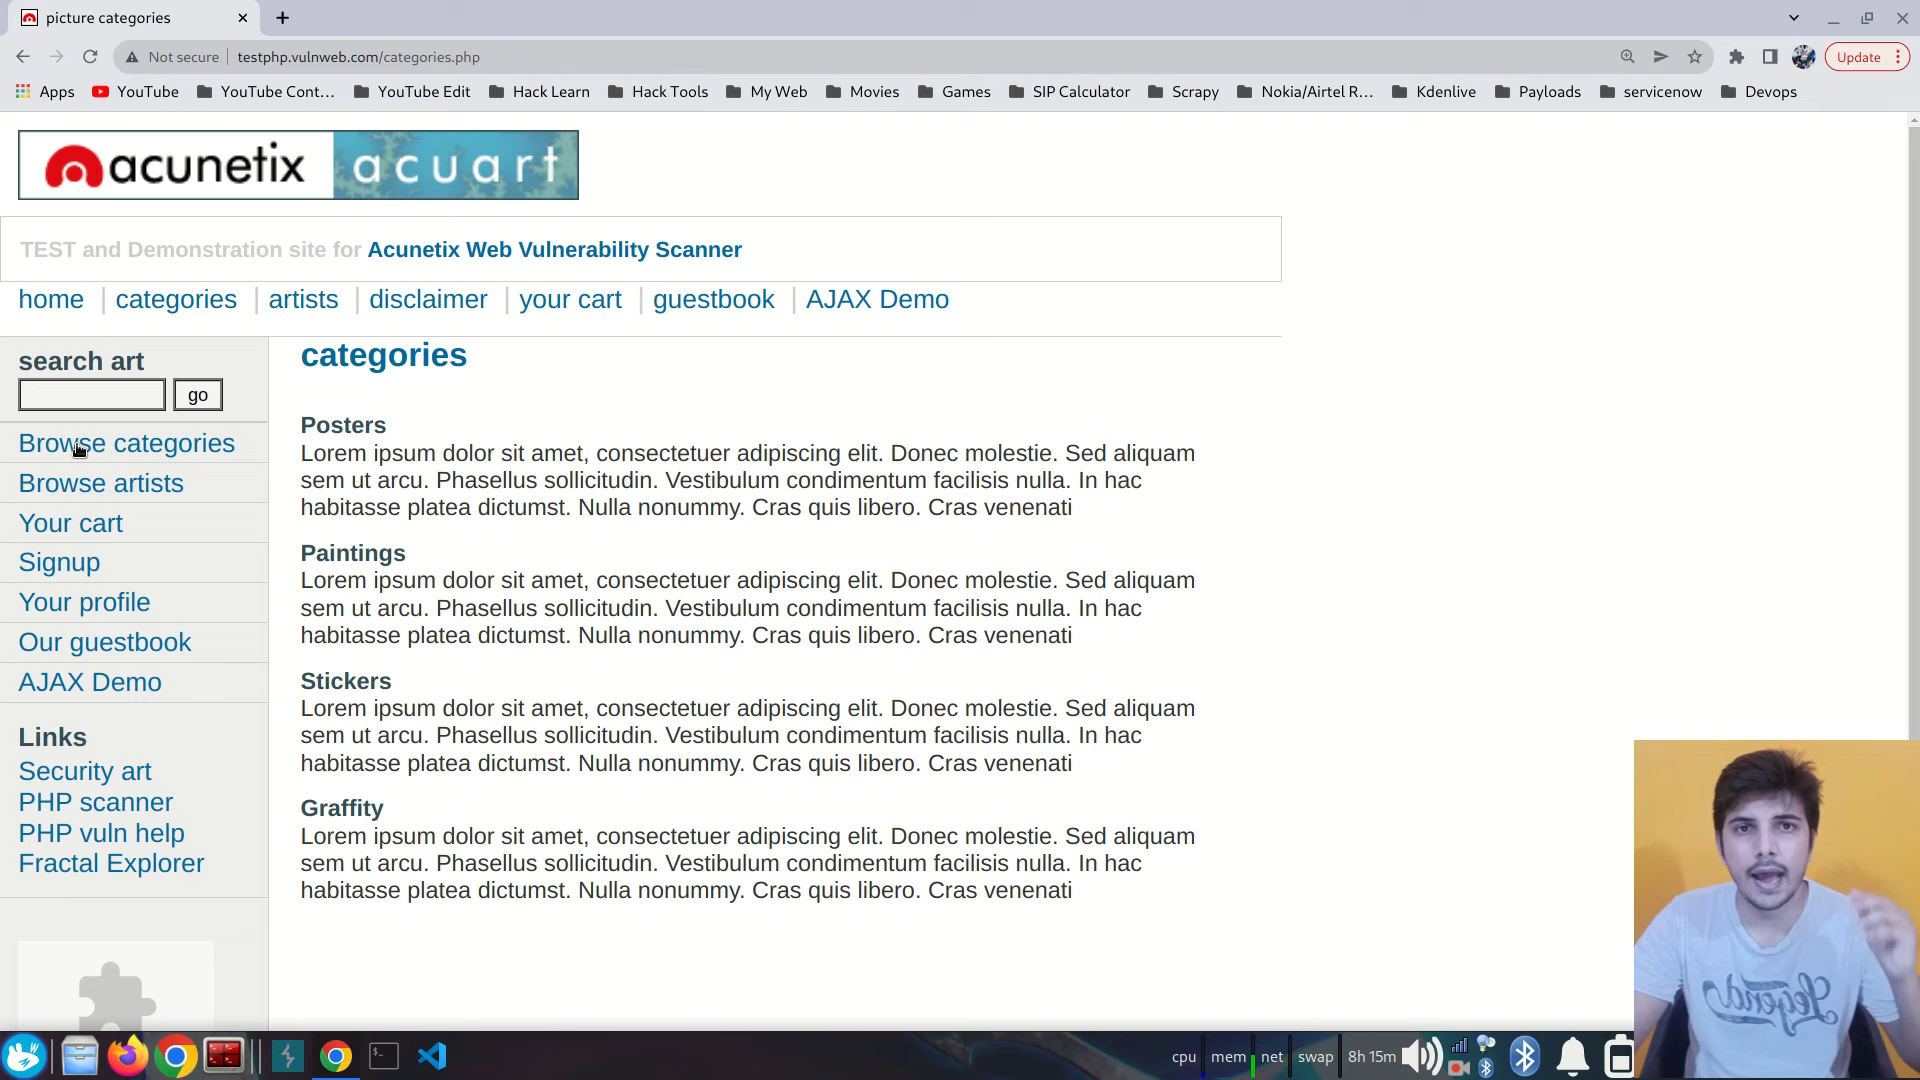 picture categories
Not secure
testphp.vulnweb.com/categories.php
Update
Apps
YouTube
YouTube Cont...
YouTube Edit
Hack Learn
Hack Tools
My Web
Movies
Games
SIP Calculator
Scrapy
Nokia/Airtel R...
Kdenlive
Payloads
servicenow
Devops
acunetix acuart
TEST and Demonstration site for Acunetix Web Vulnerability Scanner
home | categories | artists | disclaimer | your cart | guestbook | AJAX Demo
search art
go
Browse categories
Browse artists
Your cart
Signup
Your profile
Our guestbook
AJAX Demo
Links
Security art
PHP scanner
PHP vuln help
Fractal Explorer
categories
Posters
Lorem ipsum dolor sit amet, consectetuer adipiscing elit. Donec molestie. Sed aliquam
sem ut arcu. Phasellus sollicitudin. Vestibulum condimentum facilisis nulla. In hac
habitasse platea dictumst. Nulla nonummy. Cras quis libero. Cras venenati
Paintings
Lorem ipsum dolor sit amet, consectetuer adipiscing elit. Donec molestie. Sed aliquam
sem ut arcu. Phasellus sollicitudin. Vestibulum condimentum facilisis nulla. In hac
habitasse platea dictumst. Nulla nonummy. Cras quis libero. Cras venenati
Stickers
Lorem ipsum dolor sit amet, consectetuer adipiscing elit. Donec molestie. Sed aliquam
sem ut arcu. Phasellus sollicitudin. Vestibulum condimentum facilisis nulla. In hac
habitasse platea dictumst. Nulla nonummy. Cras quis libero. Cras venenati
Graffity
Lorem ipsum dolor sit amet, consectetuer adipiscing elit. Donec molestie. Sed aliquam
sem ut arcu. Phasellus sollicitudin. Vestibulum condimentum facilisis nulla. In hac
habitasse platea dictumst. Nulla nonummy. Cras quis libero. Cras venenati
Legend
cpu mem net swap 8h 15m